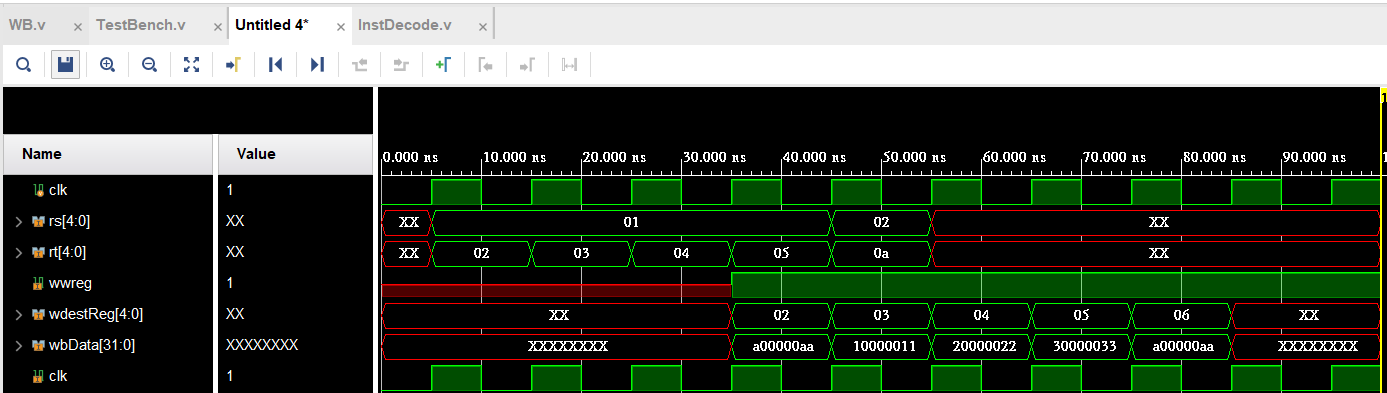 WB.v × TestBench.v × Untitled 4* × InstDecode.v ×
1
Name Value 0.000 ns 10.000 ns 20.000 ns 30.000 ns 40.000 ns 50.000 ns 60.000 ns 70.000 ns 80.000 ns 90.000 ns 1
clk 1
rs[4:0] XX XX 01 02 XX
rt[4:0] XX XX 02 03 04 05 0a XX
wwreg 1
wdestReg[4:0] XX XX 02 03 04 05 06 XX
wbData[31:0] XXXXXXXX XXXXXXXX a00000aa 10000011 20000022 30000033 a00000aa XXXXXXXX
clk 1